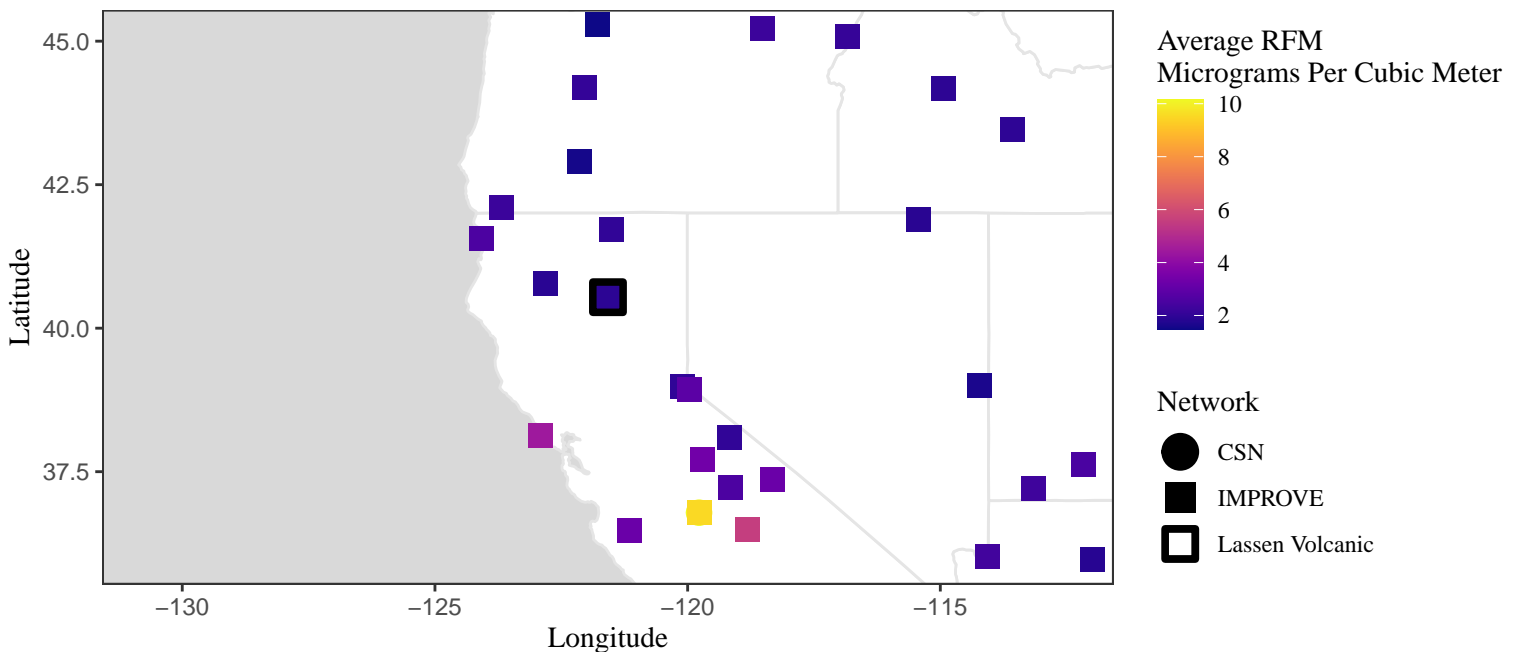 45.0
42.5
40.0
37.5
Latitude
−130
−125
−120
−115
Longitude
Average RFM
Micrograms Per Cubic Meter
10
8
6
4
2
Network
CSN
IMPROVE
Lassen Volcanic